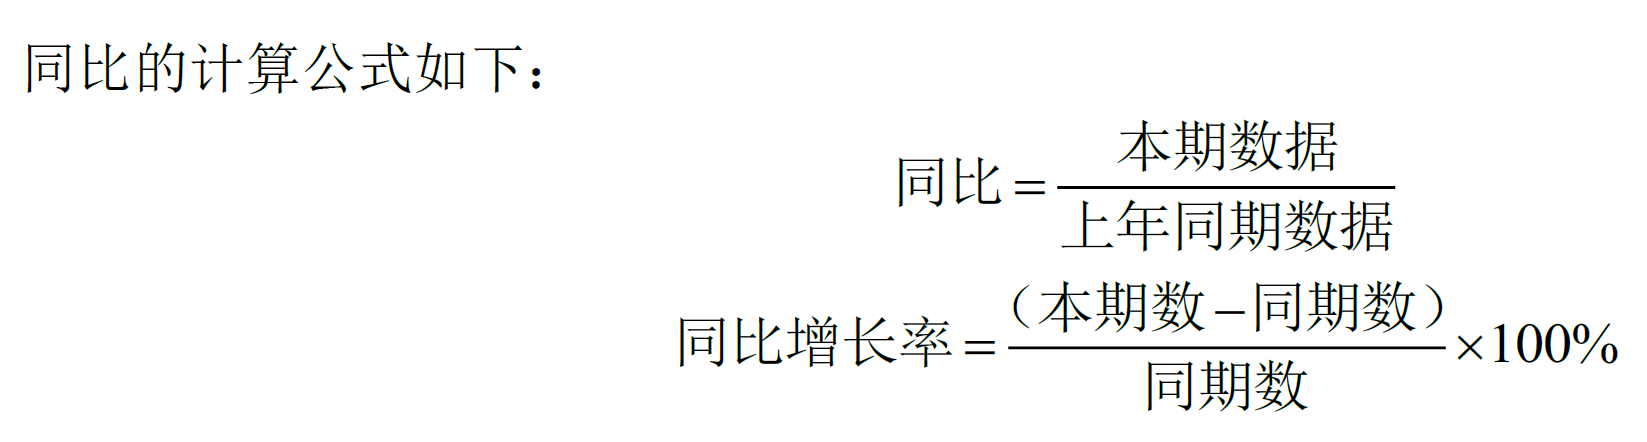 同比的计算公式如下：
同比=本期数据/上年同期数据
同比增长率=（本期数-同期数）/同期数×100%